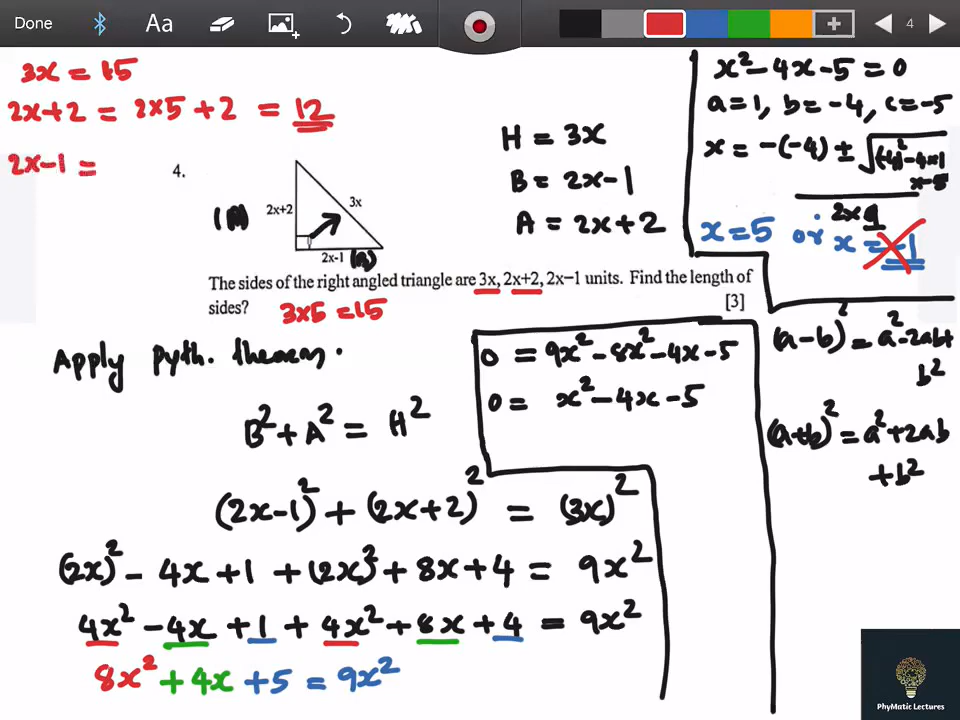 Done
Aa
4
3x = 15
2x+2 = 2x5 +2 = 12
2x-1 =
4.
2x+2
3x
2x-1
The sides of the right angled triangle are 3x, 2x+2, 2x−1 units. Find the length of
sides?
[3]
3x5 =15
H = 3x
B = 2x-1
A = 2x+2
x²-4x-5 = 0
a=1, b=-4, c=-5
x = -(-4) ± √(-4)²-4x1
x-5
2x1
x=5 or x = -1
(a-b)² = a²-2ab+
b²
(a+b)² = a²+2ab
+b²
Apply Pyth. theorem.
B²+A² = H²
(2x-1)² + (2x+2)² = (3x)²
(2x)² - 4x +1 + (2x)² + 8x+4 = 9x²
4x² -4x +1 + 4x² +8x +4 = 9x²
8x² +4x +5 = 9x²
0 = 9x²-8x²-4x-5
0 = x²-4x-5
PhyMatic Lectures